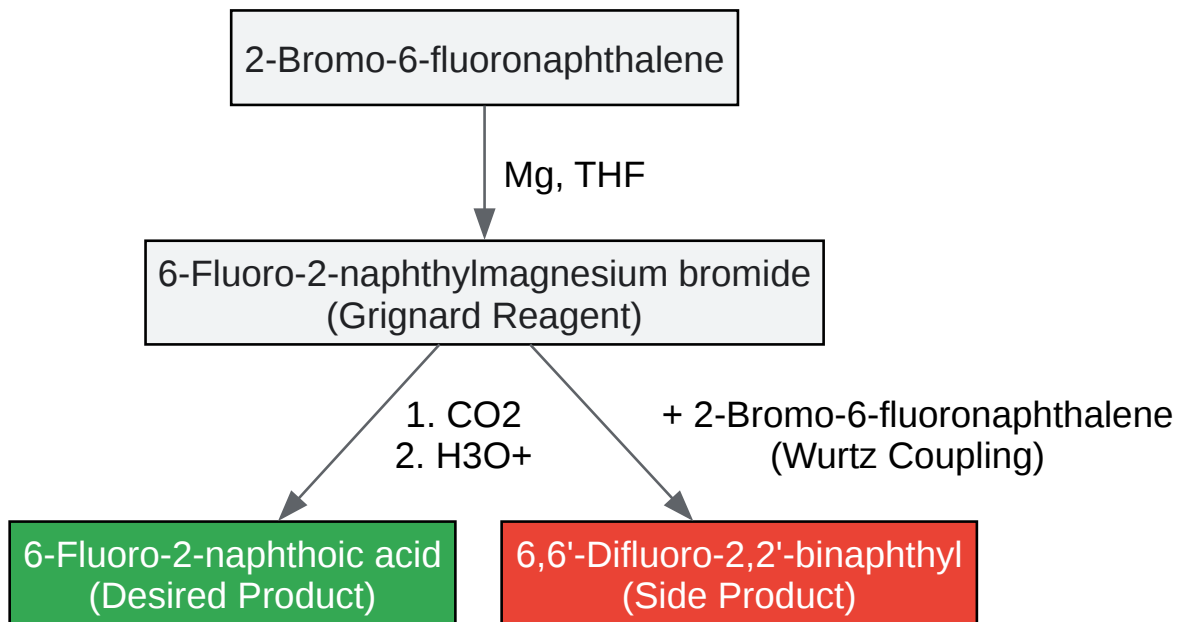 2-Bromo-6-fluoronaphthalene
Mg, THF
6-Fluoro-2-naphthylmagnesium bromide
(Grignard Reagent)
1. CO2
2. H3O+
+ 2-Bromo-6-fluoronaphthalene
(Wurtz Coupling)
6-Fluoro-2-naphthoic acid
(Desired Product)
6,6'-Difluoro-2,2'-binaphthyl
(Side Product)